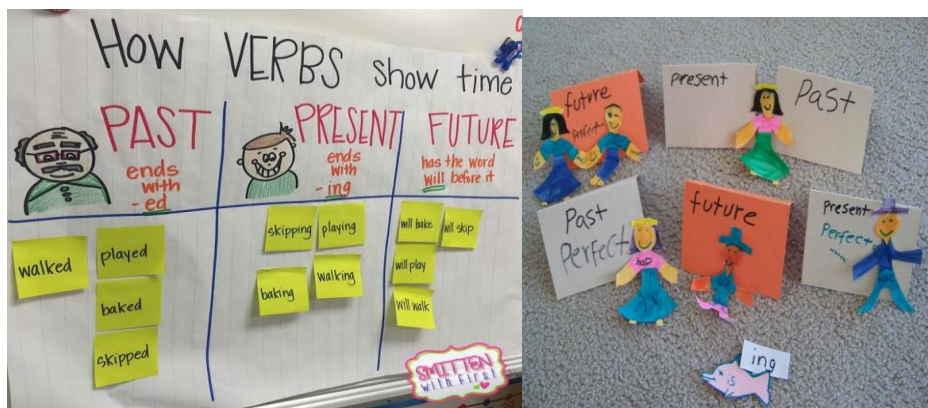 How VERBS show time
PAST
ends
with
- ed
PRESENT
ends
with
- ing
FUTURE
has the word
will before it
walked
played
baked
skipped
skipping
playing
baking
walking
will bake
will skip
will play
will walk
SMITTEN
with First
future
perfect
present
Past
Past
Perfect
had
future
present
Perfect
ing
is